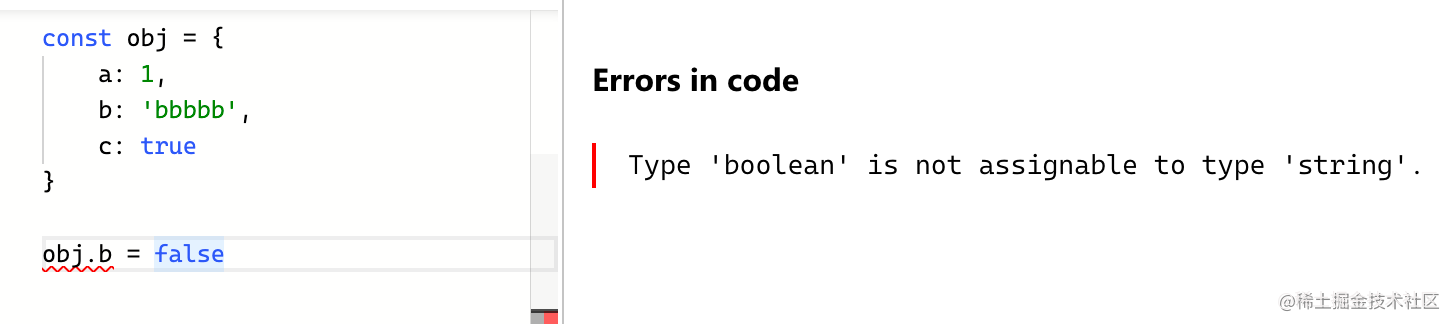 const obj = {
    a: 1,
    b: 'bbbbb',
    c: true
}
obj.b = false
Errors in code
Type 'boolean' is not assignable to type 'string'.
@稀土掘金技术社区